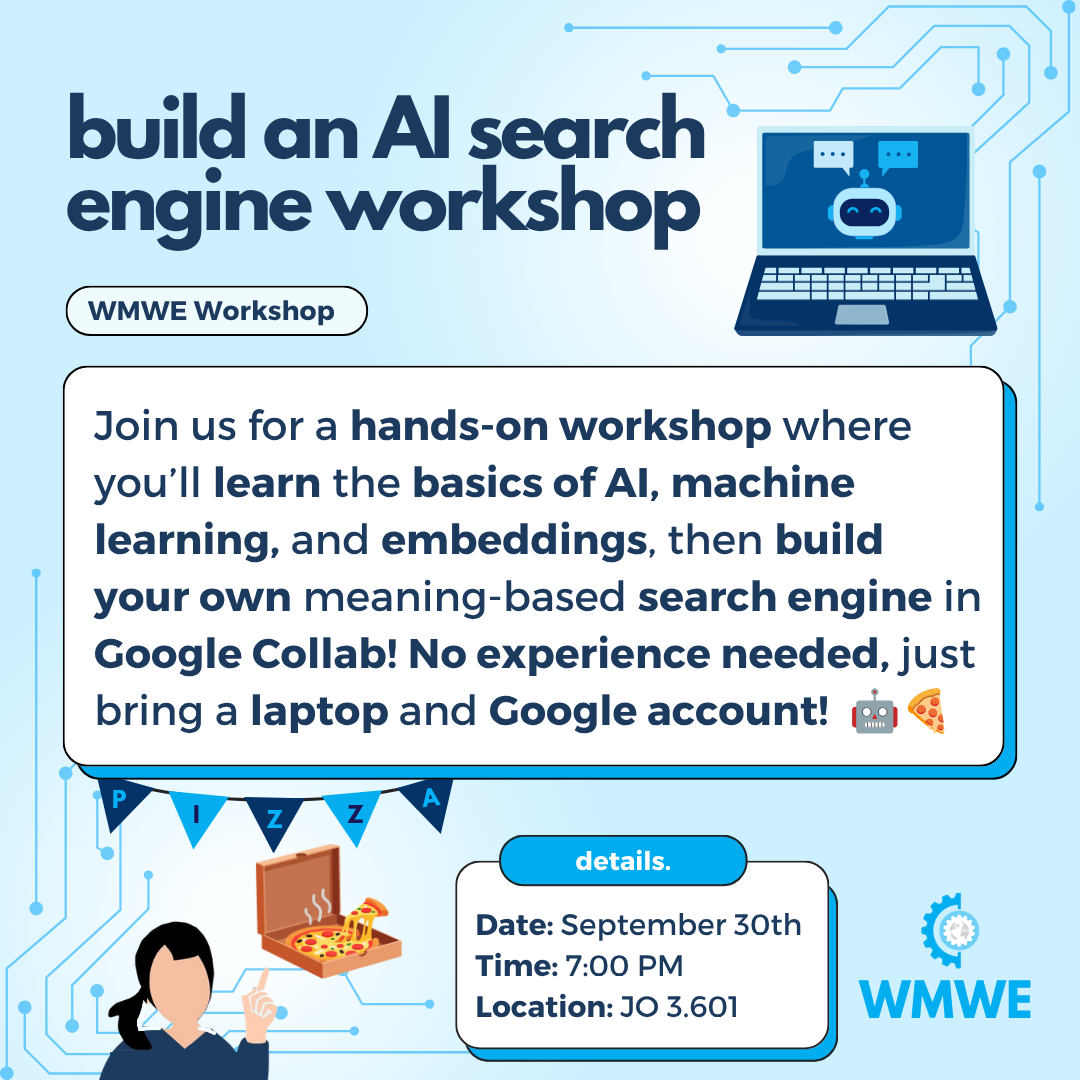 build an AI search
engine workshop
WMWE Workshop
Join us for a hands-on workshop where
you’ll learn the basics of AI, machine
learning, and embeddings, then build
your own meaning-based search engine in
Google Collab! No experience needed, just
bring a laptop and Google account! 🤖🍕
PIZZA
details.
Date: September 30th
Time: 7:00 PM
Location: JO 3.601
WMWE